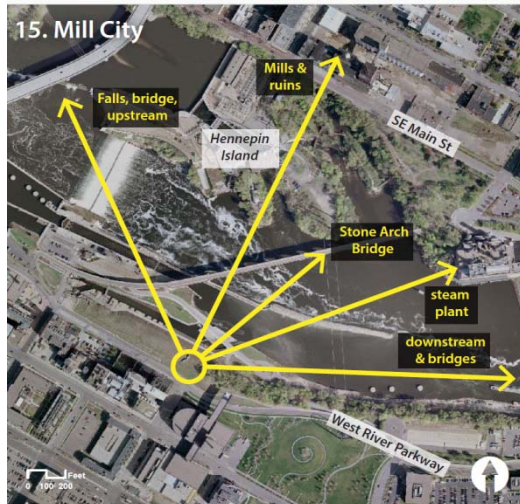 15. Mill City
Mills &
ruins
Falls, bridge,
upstream
SE Main St
Hennepin
Island
Stone Arch
Bridge
steam
plant
downstream
& bridges
West River Parkway
Feet
0 100 200